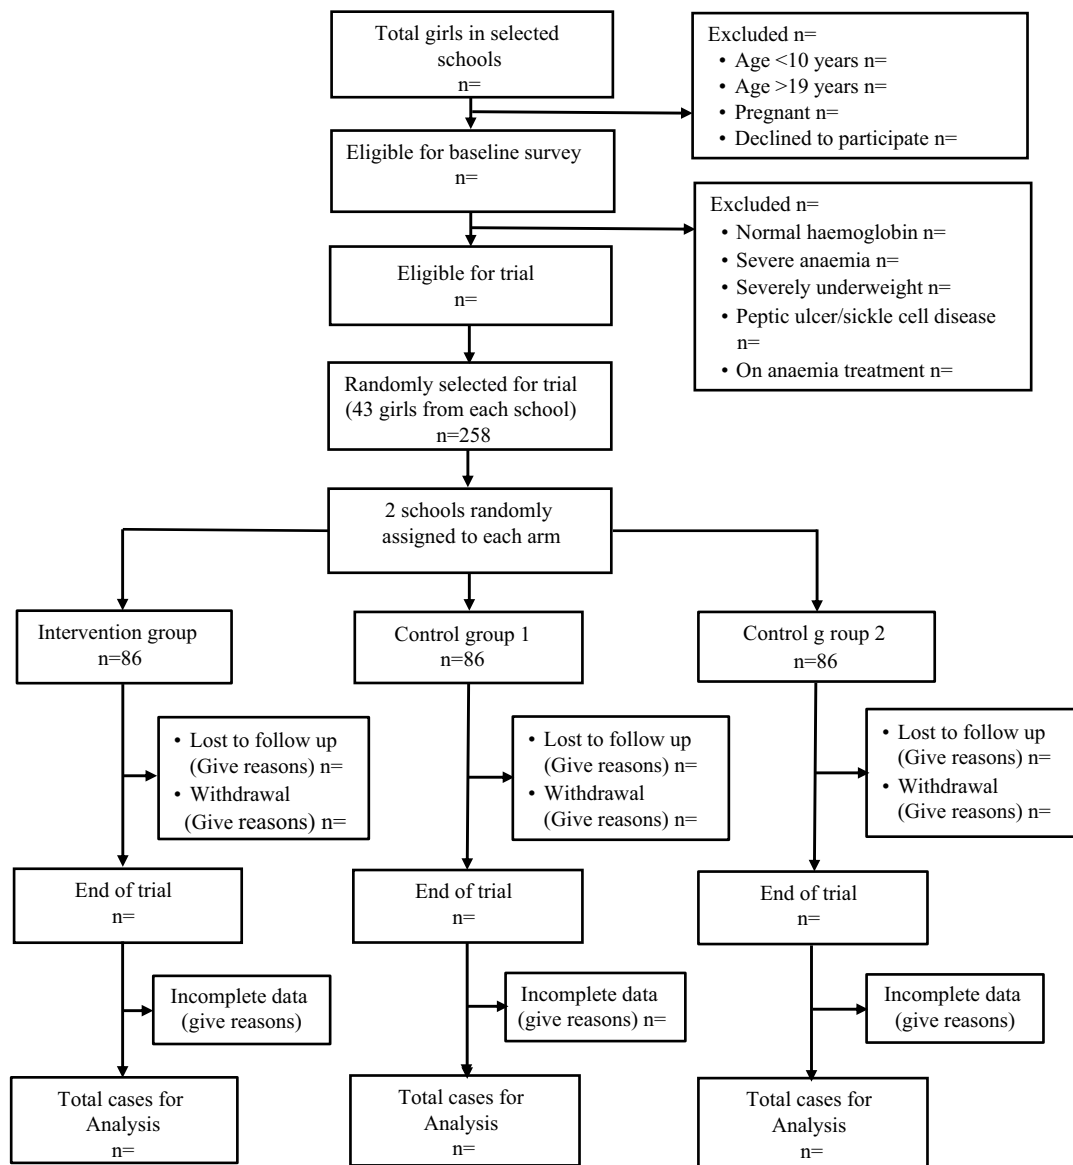 Total girls in selected
schools
n=
Excluded n=
• Age <10 years n=
• Age >19 years n=
• Pregnant n=
• Declined to participate n=
Eligible for baseline survey
n=
Excluded n=
• Normal haemoglobin n=
• Severe anaemia n=
• Severely underweight n=
• Peptic ulcer/sickle cell disease
n=
• On anaemia treatment n=
Eligible for trial
n=
Randomly selected for trial
(43 girls from each school)
n=258
2 schools randomly
assigned to each arm
Intervention group
n=86
Control group 1
n=86
Control g roup 2
n=86
• Lost to follow up
(Give reasons) n=
• Withdrawal
(Give reasons) n=
• Lost to follow up
(Give reasons) n=
• Withdrawal
(Give reasons) n=
• Lost to follow up
(Give reasons) n=
• Withdrawal
(Give reasons) n=
End of trial
n=
End of trial
n=
End of trial
n=
Incomplete data
(give reasons)
Incomplete data
(give reasons) n=
Incomplete data
(give reasons)
Total cases for
Analysis
n=
Total cases for
Analysis
n=
Total cases for
Analysis
n=